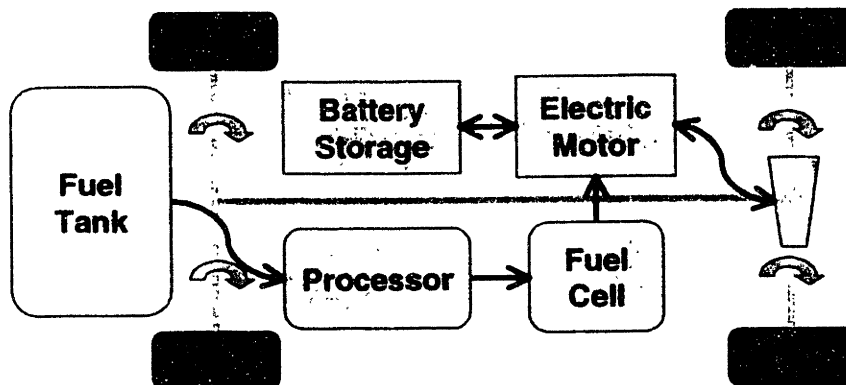 Fuel
Tank
Battery
Storage
Electric
Motor
Processor
Fuel
Cell